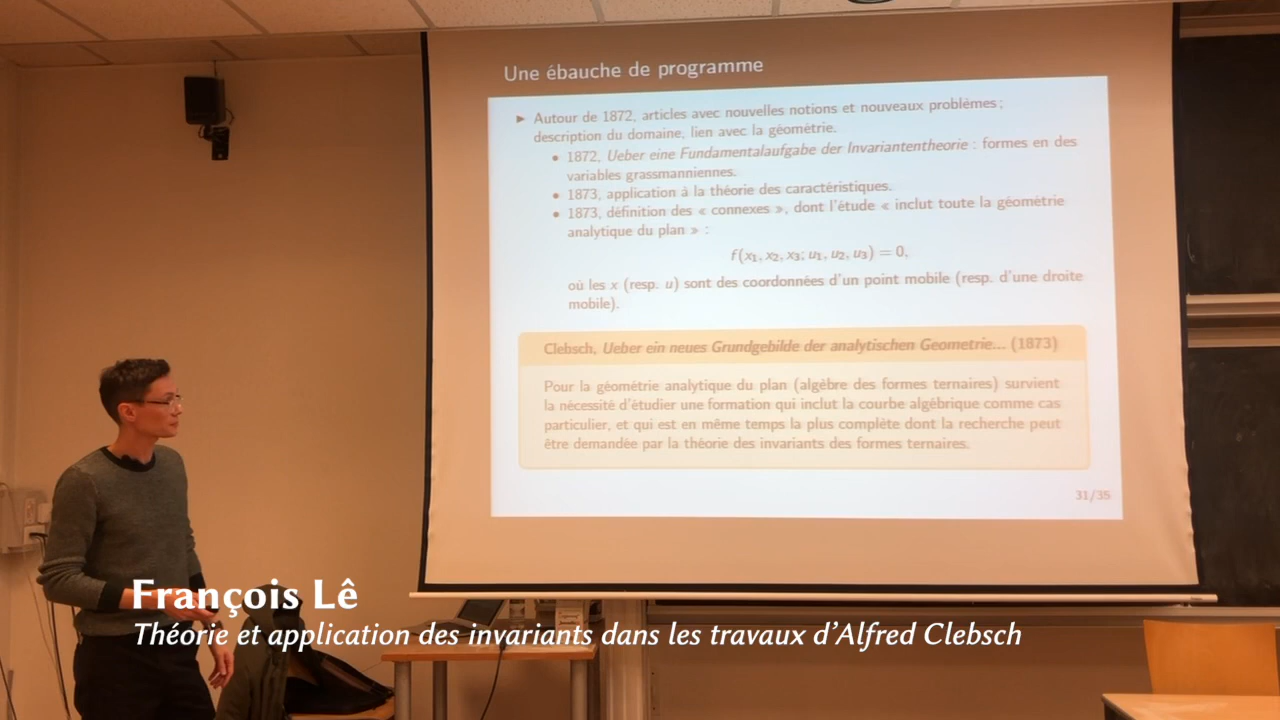 Une ébauche de programme
► Autour de 1872, articles avec nouvelles notions et nouveaux problèmes ;
description du domaine, lien avec la géométrie.
• 1872, Ueber eine Fundamentalaufgabe der Invariantentheorie : formes en des
variables grassmanniennes.
• 1873, application à la théorie des caractéristiques.
• 1873, définition des « connexes », dont l'étude « inclut toute la géométrie
analytique du plan » :
f(x₁, x₂, x₃; u₁, u₂, u₃) = 0,
où les x (resp. u) sont des coordonnées d'un point mobile (resp. d'une droite
mobile).
Clebsch, Ueber ein neues Grundgebilde der analytischen Geometrie... (1873)
Pour la géométrie analytique du plan (algèbre des formes ternaires) survient
la nécessité d'étudier une formation qui inclut la courbe algébrique comme cas
particulier, et qui est en même temps la plus complète dont la recherche peut
être demandée par la théorie des invariants des formes ternaires.
31/35
François Lê
Théorie et application des invariants dans les travaux d'Alfred Clebsch